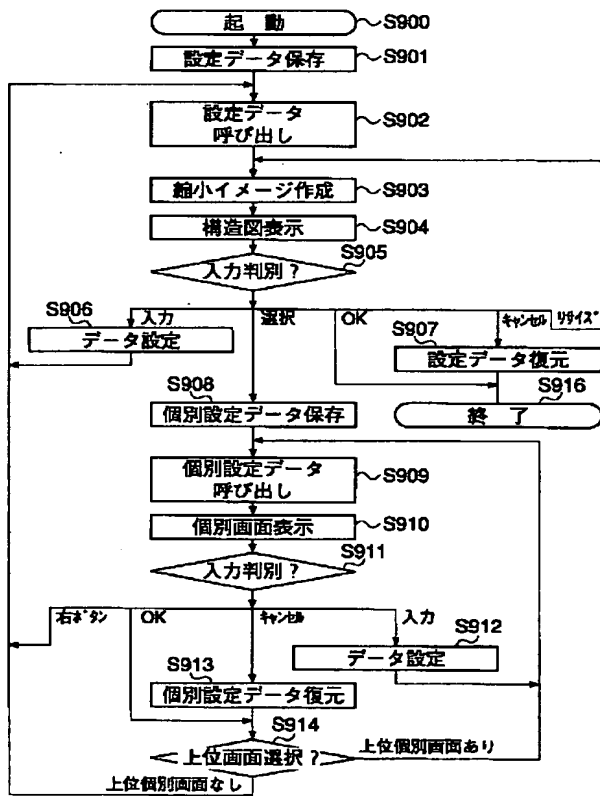 起 動
S900
設定データ保存
S901
設定データ
呼び出し
S902
縮小イメージ作成
S903
構造図表示
S904
S905
入力判別?
S906
入力
選択
OK
キャンセル
リサイズ
データ設定
S907
設定データ復元
S916
終 了
S908
個別設定データ保存
個別設定データ
呼び出し
S909
個別画面表示
S910
S911
入力判別?
右ボタン
OK
キャンセル
入力
S912
データ設定
S913
個別設定データ復元
S914
上位画面選択?
上位個別画面あり
上位個別画面なし